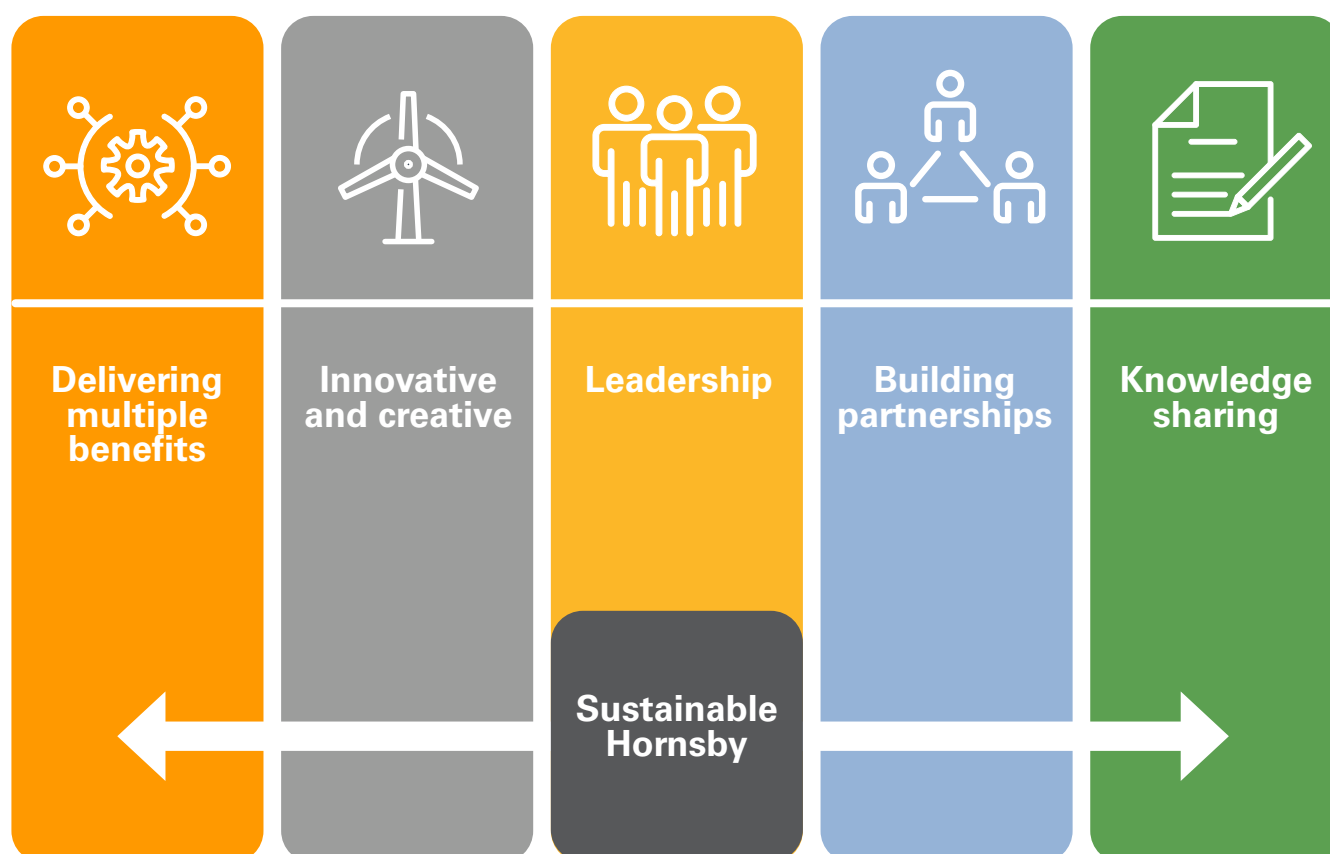 Delivering
multiple
benefits
Innovative
and creative
Leadership
Building
partnerships
Knowledge
sharing
Sustainable
Hornsby